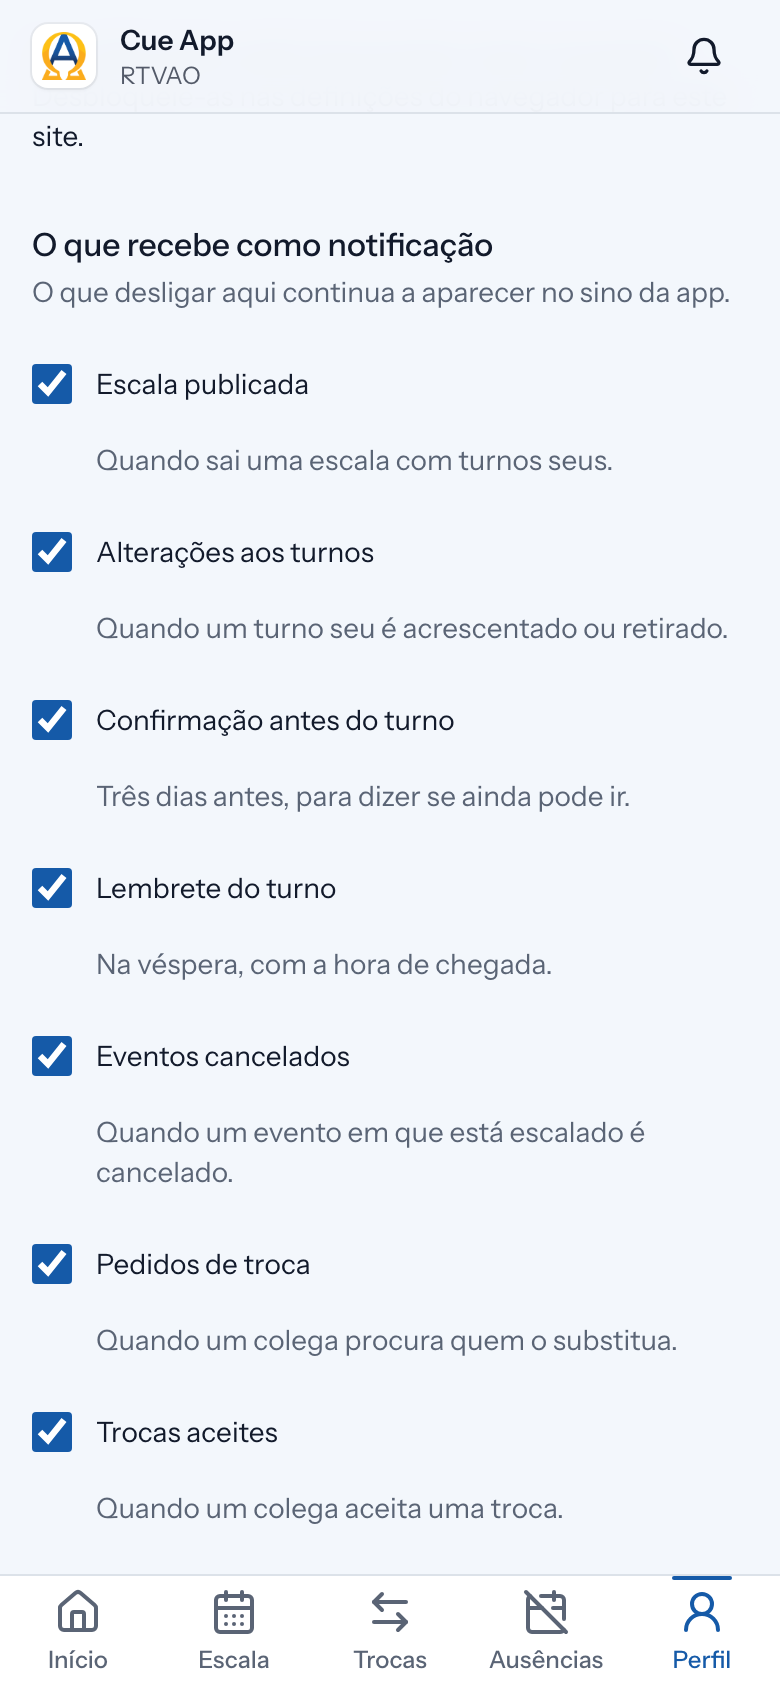 Cue App
RTVAO
site.
O que recebe como notificação
O que desligar aqui continua a aparecer no sino da app.
Escala publicada
Quando sai uma escala com turnos seus.
Alterações aos turnos
Quando um turno seu é acrescentado ou retirado.
Confirmação antes do turno
Três dias antes, para dizer se ainda pode ir.
Lembrete do turno
Na véspera, com a hora de chegada.
Eventos cancelados
Quando um evento em que está escalado é
cancelado.
Pedidos de troca
Quando um colega procura quem o substitua.
Trocas aceites
Quando um colega aceita uma troca.
Início
Escala
Trocas
Ausências
Perfil